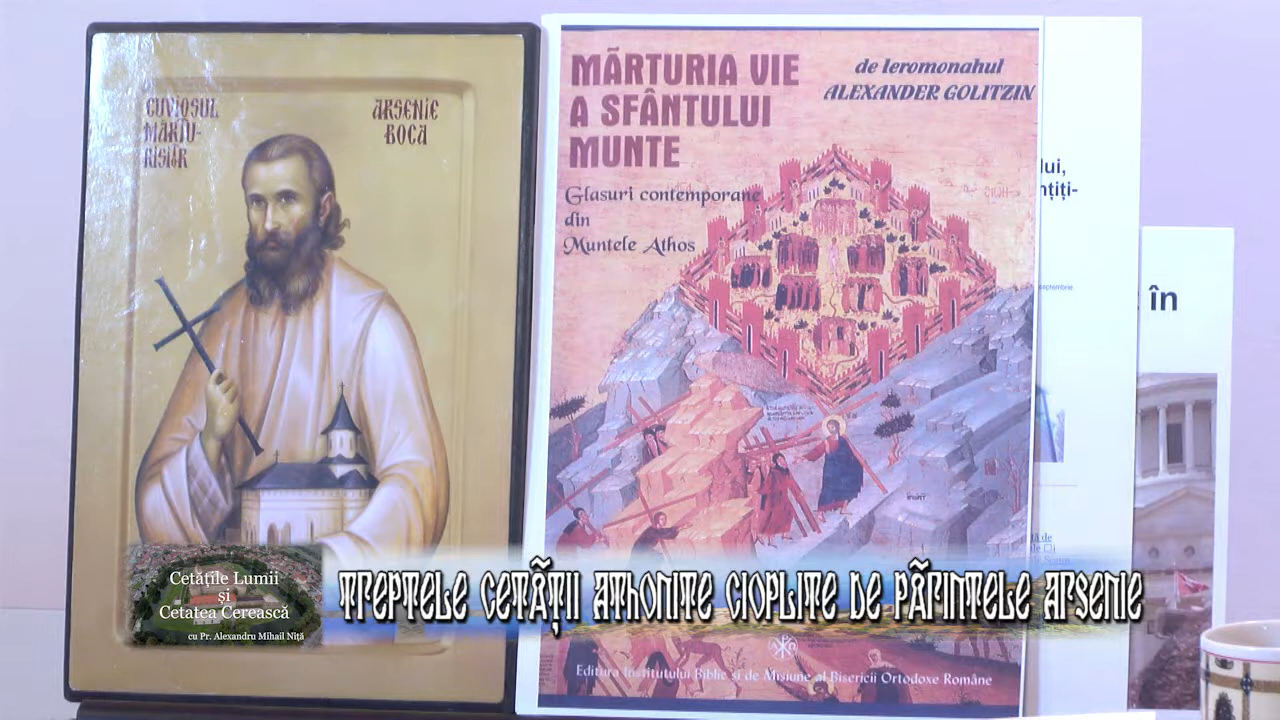 CUVIOSUL
MĂRTU-
RISITOR
ARSENIE
BOCA
MĂRTURIA VIE
A SFÂNTULUI
MUNTE
de Ieromonahul
ALEXANDER GOLITZIN
Glasuri contemporane
din
Muntele Athos
lui,
ntiți-
septembrie
în
Cetățile Lumii
și
Cetatea Cerească
cu Pr. Alexandru Mihail Niță
TREPTELE CETĂȚII ATHONITE CIOPLITE DE PĂRINTELE ARSENIE
Editura Institutului Biblic și de Misiune al Bisericii Ortodoxe Române